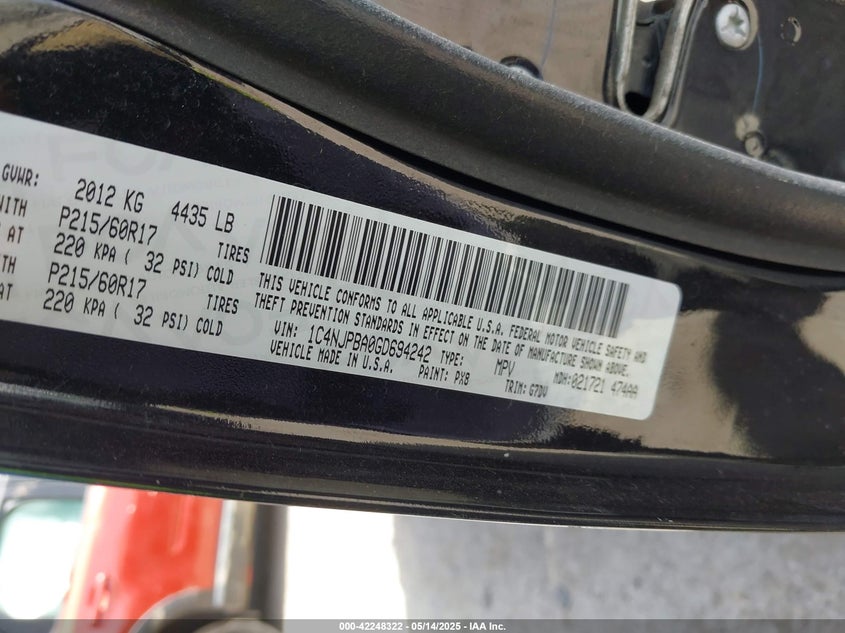 GVWR: 2012 KG 4435 LB
WITH P215/60R17 TIRES
AT 220 KPA ( 32 PSI) COLD
P215/60R17 TIRES
AT 220 KPA ( 32 PSI) COLD
THIS VEHICLE CONFORMS TO ALL APPLICABLE U.S.A. FEDERAL MOTOR VEHICLE SAFETY AND
THEFT PREVENTION STANDARDS IN EFFECT ON THE DATE OF MANUFACTURE SHOWN ABOVE.
VIN: 1C4NJPBA0GD694242 TYPE: MPV MDH:021721 474AA
VEHICLE MADE IN U.S.A. PAINT: PX8 TRIM: G7DV
000-42248322 | 05/14/2025 | IAA Inc.